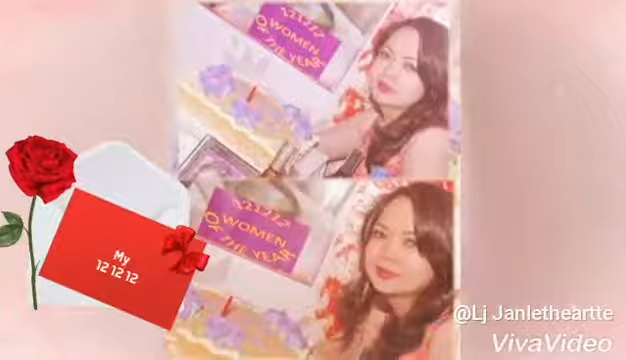 121212
WOMEN
OF THE YEAR
121212
WOMEN
OF THE YEAR
My
12 12 12
@Lj Janletheartte
VivaVideo